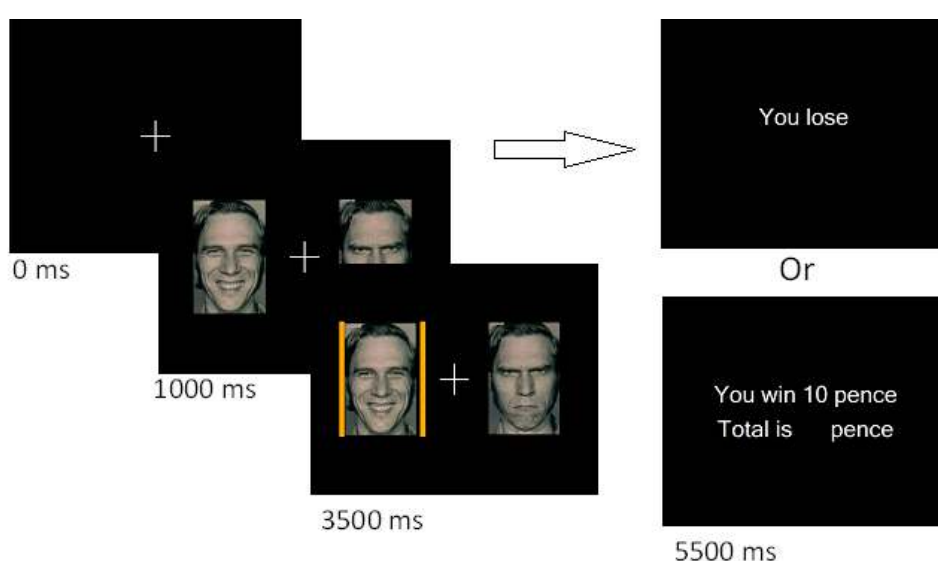 0 ms
1000 ms
3500 ms
You lose
Or
You win 10 pence
Total is pence
5500 ms